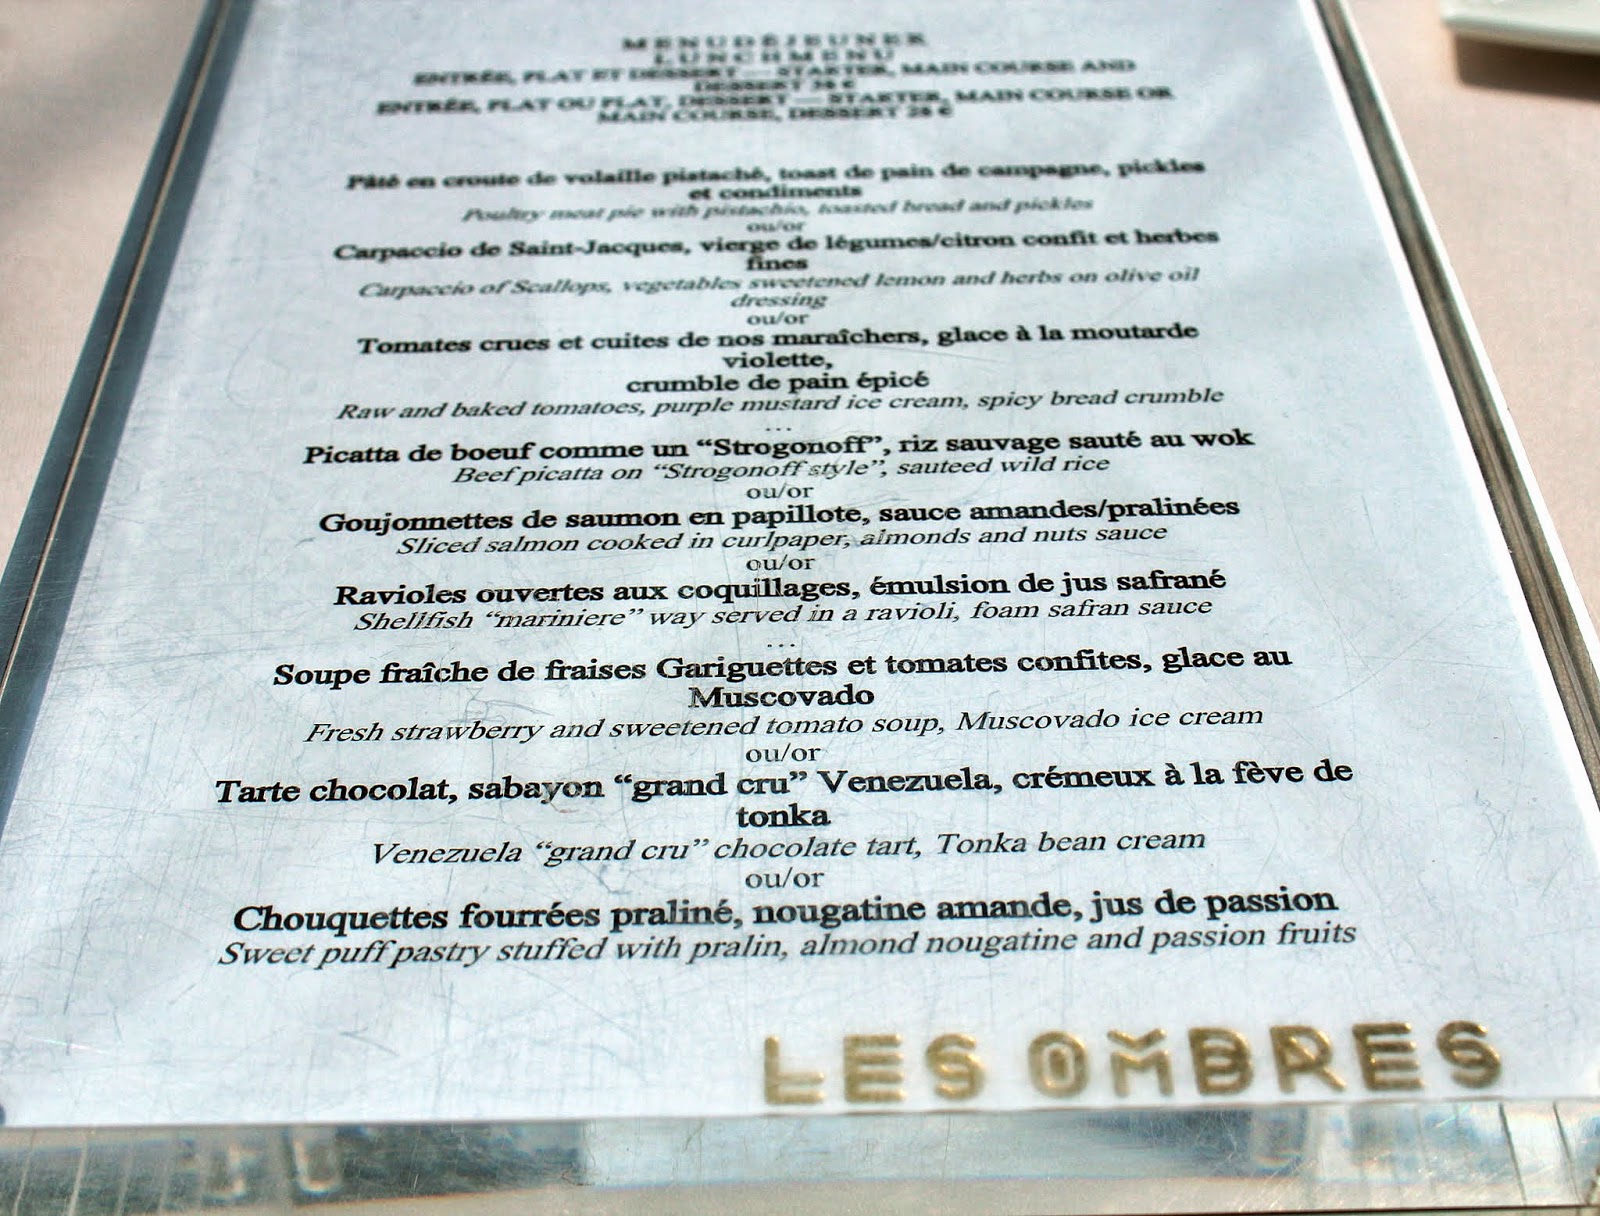 MENU DÉJEUNER
LUNCH MENU
ENTRÉE, PLAT ET DESSERT — STARTER, MAIN COURSE AND
DESSERT 38 €
ENTRÉE, PLAT OU PLAT, DESSERT — STARTER, MAIN COURSE OR
MAIN COURSE, DESSERT 26 €
Pâté en croute de volaille pistaché, toast de pain de campagne, pickles
et condiments
Poultry meat pie with pistachio, toasted bread and pickles
ou/or
Carpaccio de Saint-Jacques, vierge de légumes/citron confit et herbes
fines
Carpaccio of Scallops, vegetables sweetened lemon and herbs on olive oil
dressing
ou/or
Tomates crues et cuites de nos maraîchers, glace à la moutarde
violette,
crumble de pain épicé
Raw and baked tomatoes, purple mustard ice cream, spicy bread crumble
...
Picatta de boeuf comme un “Strogonoff”, riz sauvage sauté au wok
Beef picatta on “Strogonoff style”, sauteed wild rice
ou/or
Goujonnettes de saumon en papillote, sauce amandes/pralinées
Sliced salmon cooked in curlpaper, almonds and nuts sauce
ou/or
Ravioles ouvertes aux coquillages, émulsion de jus safrané
Shellfish “mariniere” way served in a ravioli, foam safran sauce
...
Soupe fraîche de fraises Gariguettes et tomates confites, glace au
Muscovado
Fresh strawberry and sweetened tomato soup, Muscovado ice cream
ou/or
Tarte chocolat, sabayon “grand cru” Venezuela, crémeux à la fève de
tonka
Venezuela “grand cru” chocolate tart, Tonka bean cream
ou/or
Chouquettes fourrées praliné, nougatine amande, jus de passion
Sweet puff pastry stuffed with pralin, almond nougatine and passion fruits
LES OMBRES